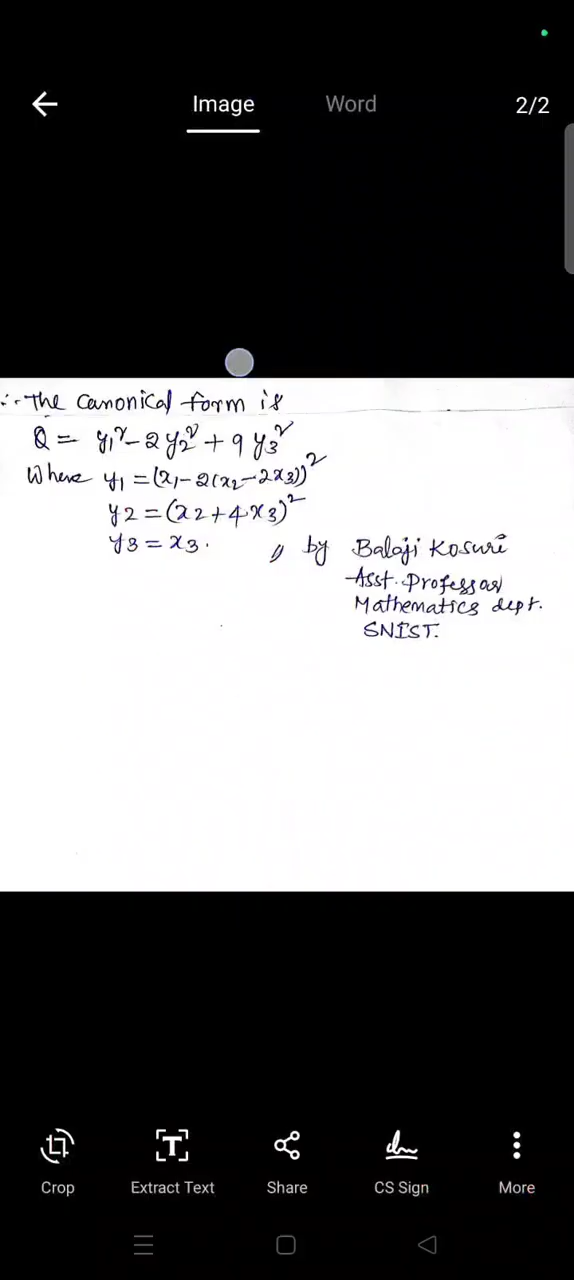 Image Word 2/2
∴ The canonical form is
Q = y₁² - 2y₂² + 9y₃²
Where y₁ = (x₁ - 2(x₂ - 2x₃))²
y₂ = (x₂ + 4x₃)²
y₃ = x₃. // by Balaji Kosuri
Asst. Professor
Mathematics dept.
SNIST.
Crop Extract Text Share CS Sign More